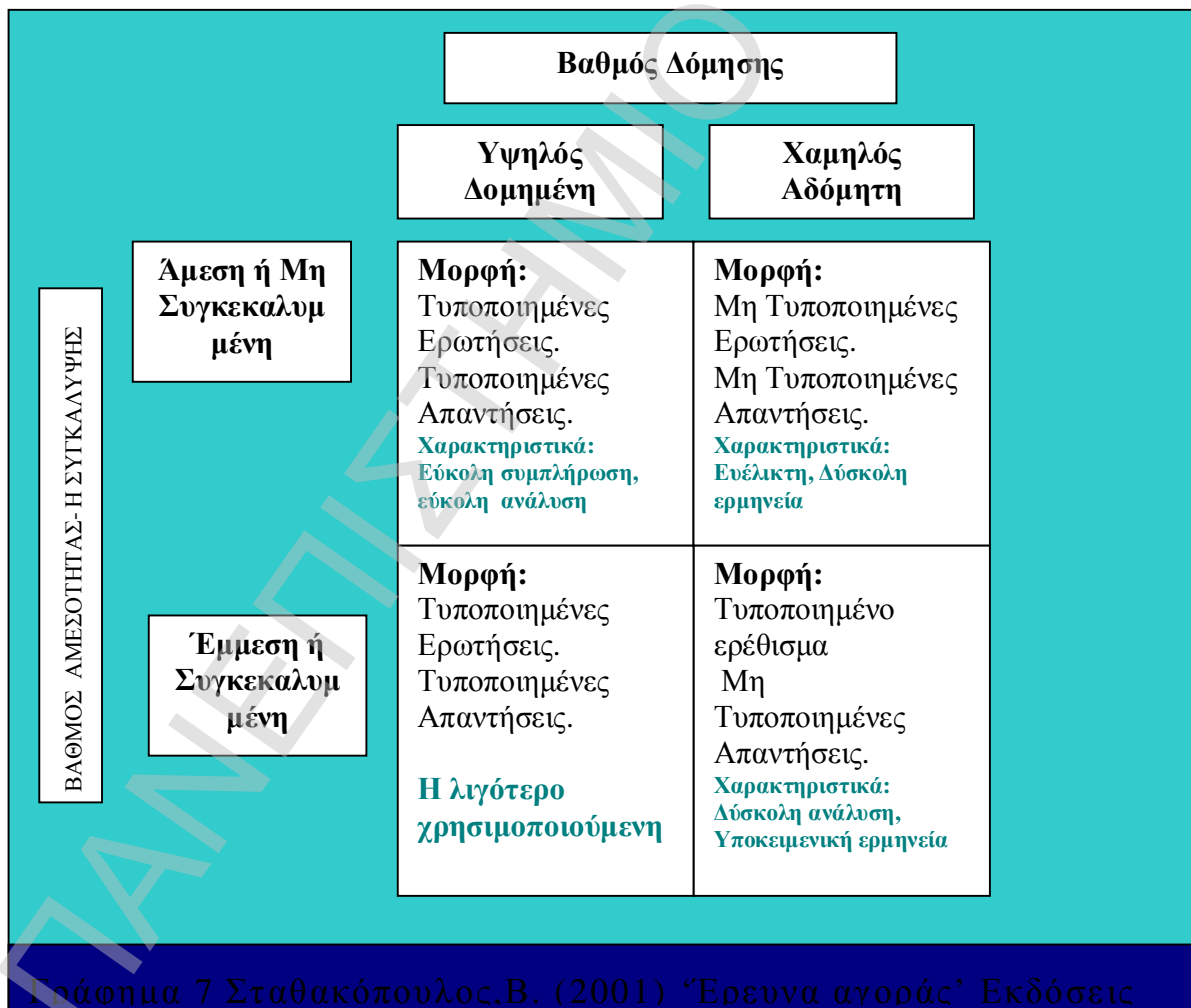 Βαθμός Δόμησης
Υψηλός
Δομημένη
Χαμηλός
Αδόμητη
ΒΑΘΜΟΣ ΑΜΕΣΟΤΗΤΑΣ- Η ΣΥΓΚΑΛΥΨΗΣ
Άμεση ή Μη
Συγκεκαλυμ
μένη
Μορφή:
Τυποποιημένες
Ερωτήσεις.
Τυποποιημένες
Απαντήσεις.
Χαρακτηριστικά:
Εύκολη συμπλήρωση,
εύκολη ανάλυση
Μορφή:
Μη Τυποποιημένες
Ερωτήσεις.
Μη Τυποποιημένες
Απαντήσεις.
Χαρακτηριστικά:
Ευέλικτη, Δύσκολη
ερμηνεία
Έμμεση ή
Συγκεκαλυμ
μένη
Μορφή:
Τυποποιημένες
Ερωτήσεις.
Τυποποιημένες
Απαντήσεις.
Η λιγότερο
χρησιμοποιούμενη
Μορφή:
Τυποποιημένο
ερέθισμα
Μη
Τυποποιημένες
Απαντήσεις.
Χαρακτηριστικά:
Δύσκολη ανάλυση,
Υποκειμενική ερμηνεία
Γράφημα 7 Σταθακόπουλος.Β. (2001) ‘Έρευνα αγοράς’ Εκδόσεις
ΠΑΝΕΠΙΣΤΗΜΙΟ